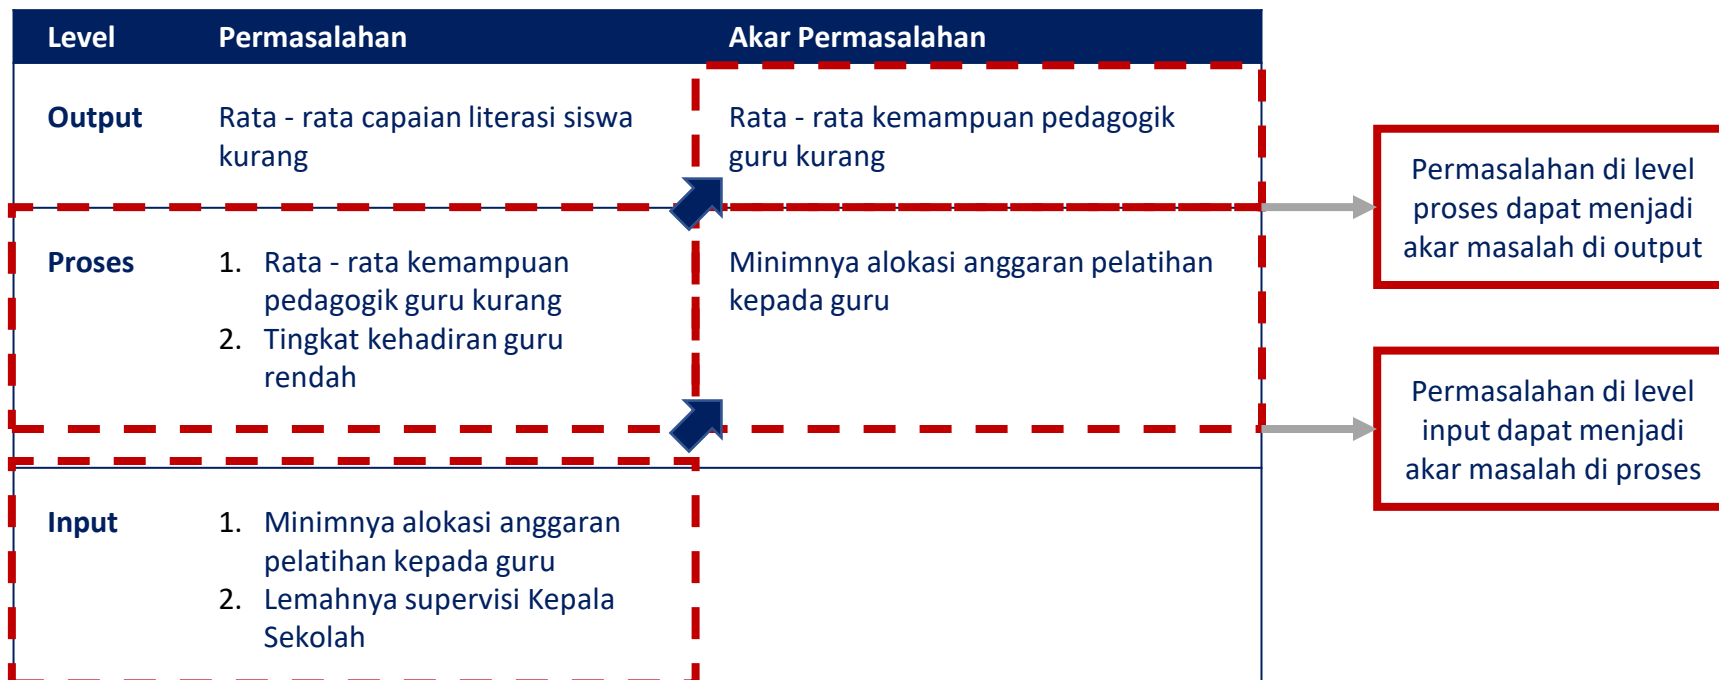 Level Permasalahan Akar Permasalahan
Output Rata - rata capaian literasi siswa
kurang
Rata - rata kemampuan pedagogik
guru kurang
Proses 1. Rata - rata kemampuan
pedagogik guru kurang
2. Tingkat kehadiran guru
rendah
Minimnya alokasi anggaran pelatihan
kepada guru
Input 1. Minimnya alokasi anggaran
pelatihan kepada guru
2. Lemahnya supervisi Kepala
Sekolah
Permasalahan di level
proses dapat menjadi
akar masalah di output
Permasalahan di level
input dapat menjadi
akar masalah di proses